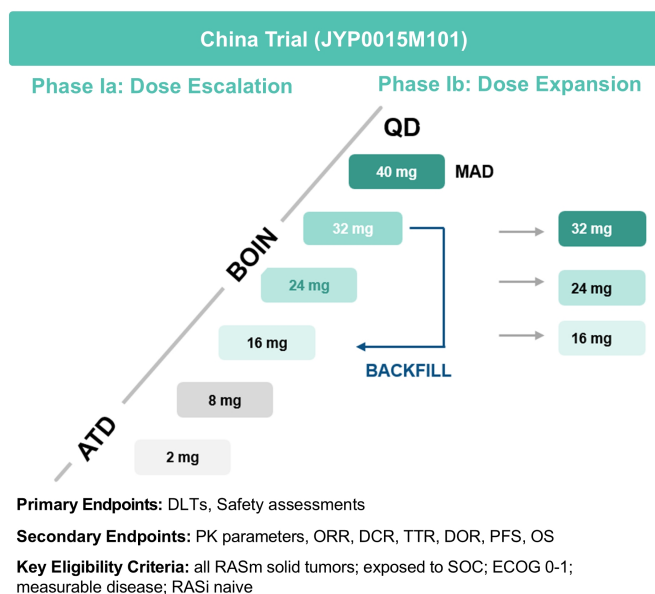 China Trial (JYP0015M101)
Phase Ia: Dose Escalation
Phase Ib: Dose Expansion
QD
40 mg
MAD
32 mg
32 mg
BOIN
24 mg
24 mg
16 mg
16 mg
BACKFILL
8 mg
ATD
2 mg
Primary Endpoints: DLTs, Safety assessments
Secondary Endpoints: PK parameters, ORR, DCR, TTR, DOR, PFS, OS
Key Eligibility Criteria: all RASm solid tumors; exposed to SOC; ECOG 0-1;
measurable disease; RASi naive